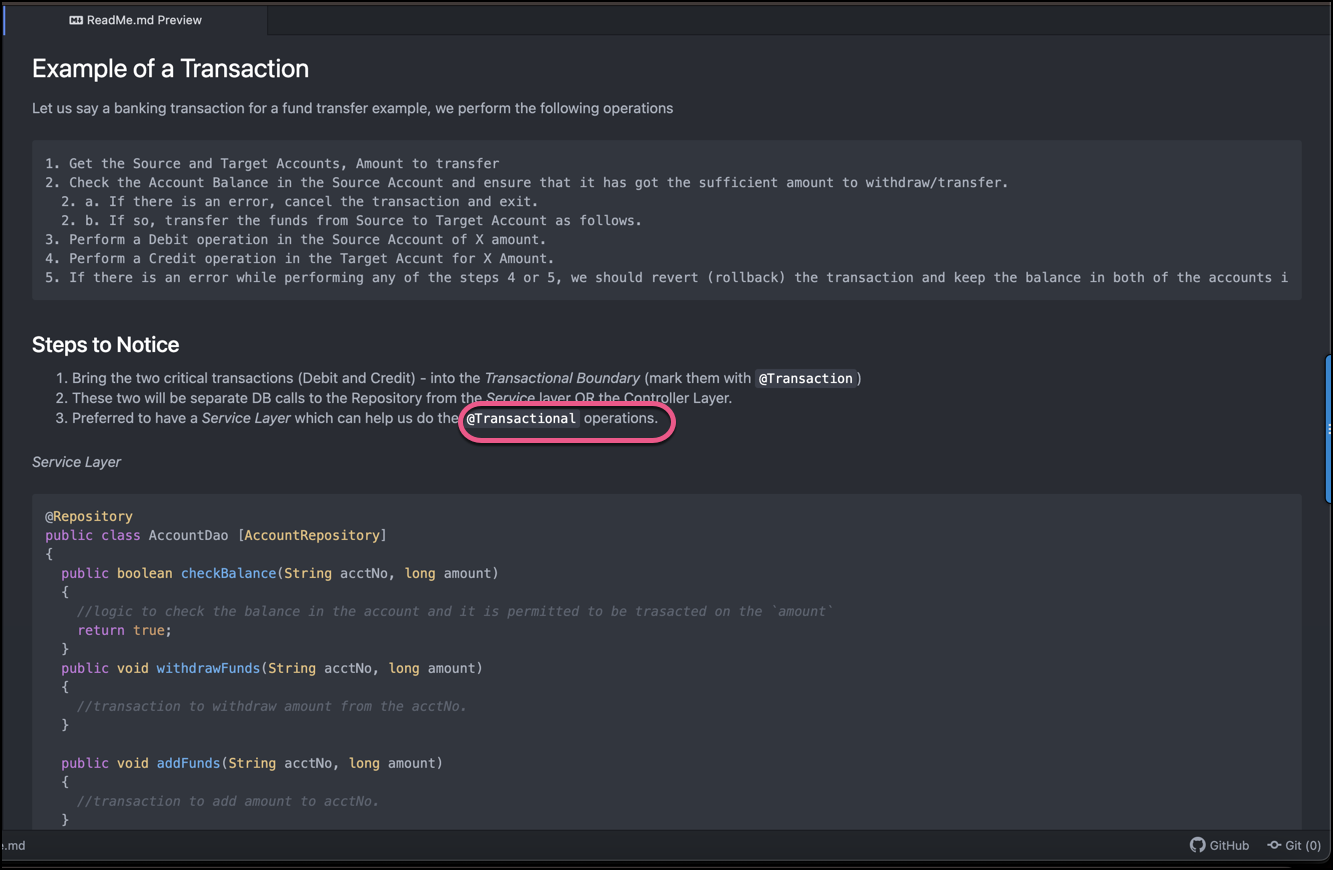 ReadMe.md Preview
Example of a Transaction
Let us say a banking transaction for a fund transfer example, we perform the following operations
1. Get the Source and Target Accounts, Amount to transfer
2. Check the Account Balance in the Source Account and ensure that it has got the sufficient amount to withdraw/transfer.
2. a. If there is an error, cancel the transaction and exit.
2. b. If so, transfer the funds from Source to Target Account as follows.
3. Perform a Debit operation in the Source Account of X amount.
4. Perform a Credit operation in the Target Accunt for X Amount.
5. If there is an error while performing any of the steps 4 or 5, we should revert (rollback) the transaction and keep the balance in both of the accounts i
Steps to Notice
1. Bring the two critical transactions (Debit and Credit) - into the Transactional Boundary (mark them with @Transaction )
2. These two will be separate DB calls to the Repository from the Service layer OR the Controller Layer.
3. Preferred to have a Service Layer which can help us do the @Transactional operations.
Service Layer
@Repository
public class AccountDao [AccountRepository]
{
public boolean checkBalance(String acctNo, long amount)
{
//logic to check the balance in the account and it is permitted to be trasacted on the `amount`
return true;
}
public void withdrawFunds(String acctNo, long amount)
{
//transaction to withdraw amount from the acctNo.
}
public void addFunds(String acctNo, long amount)
{
//transaction to add amount to acctNo.
}
e.md
GitHub
Git (0)